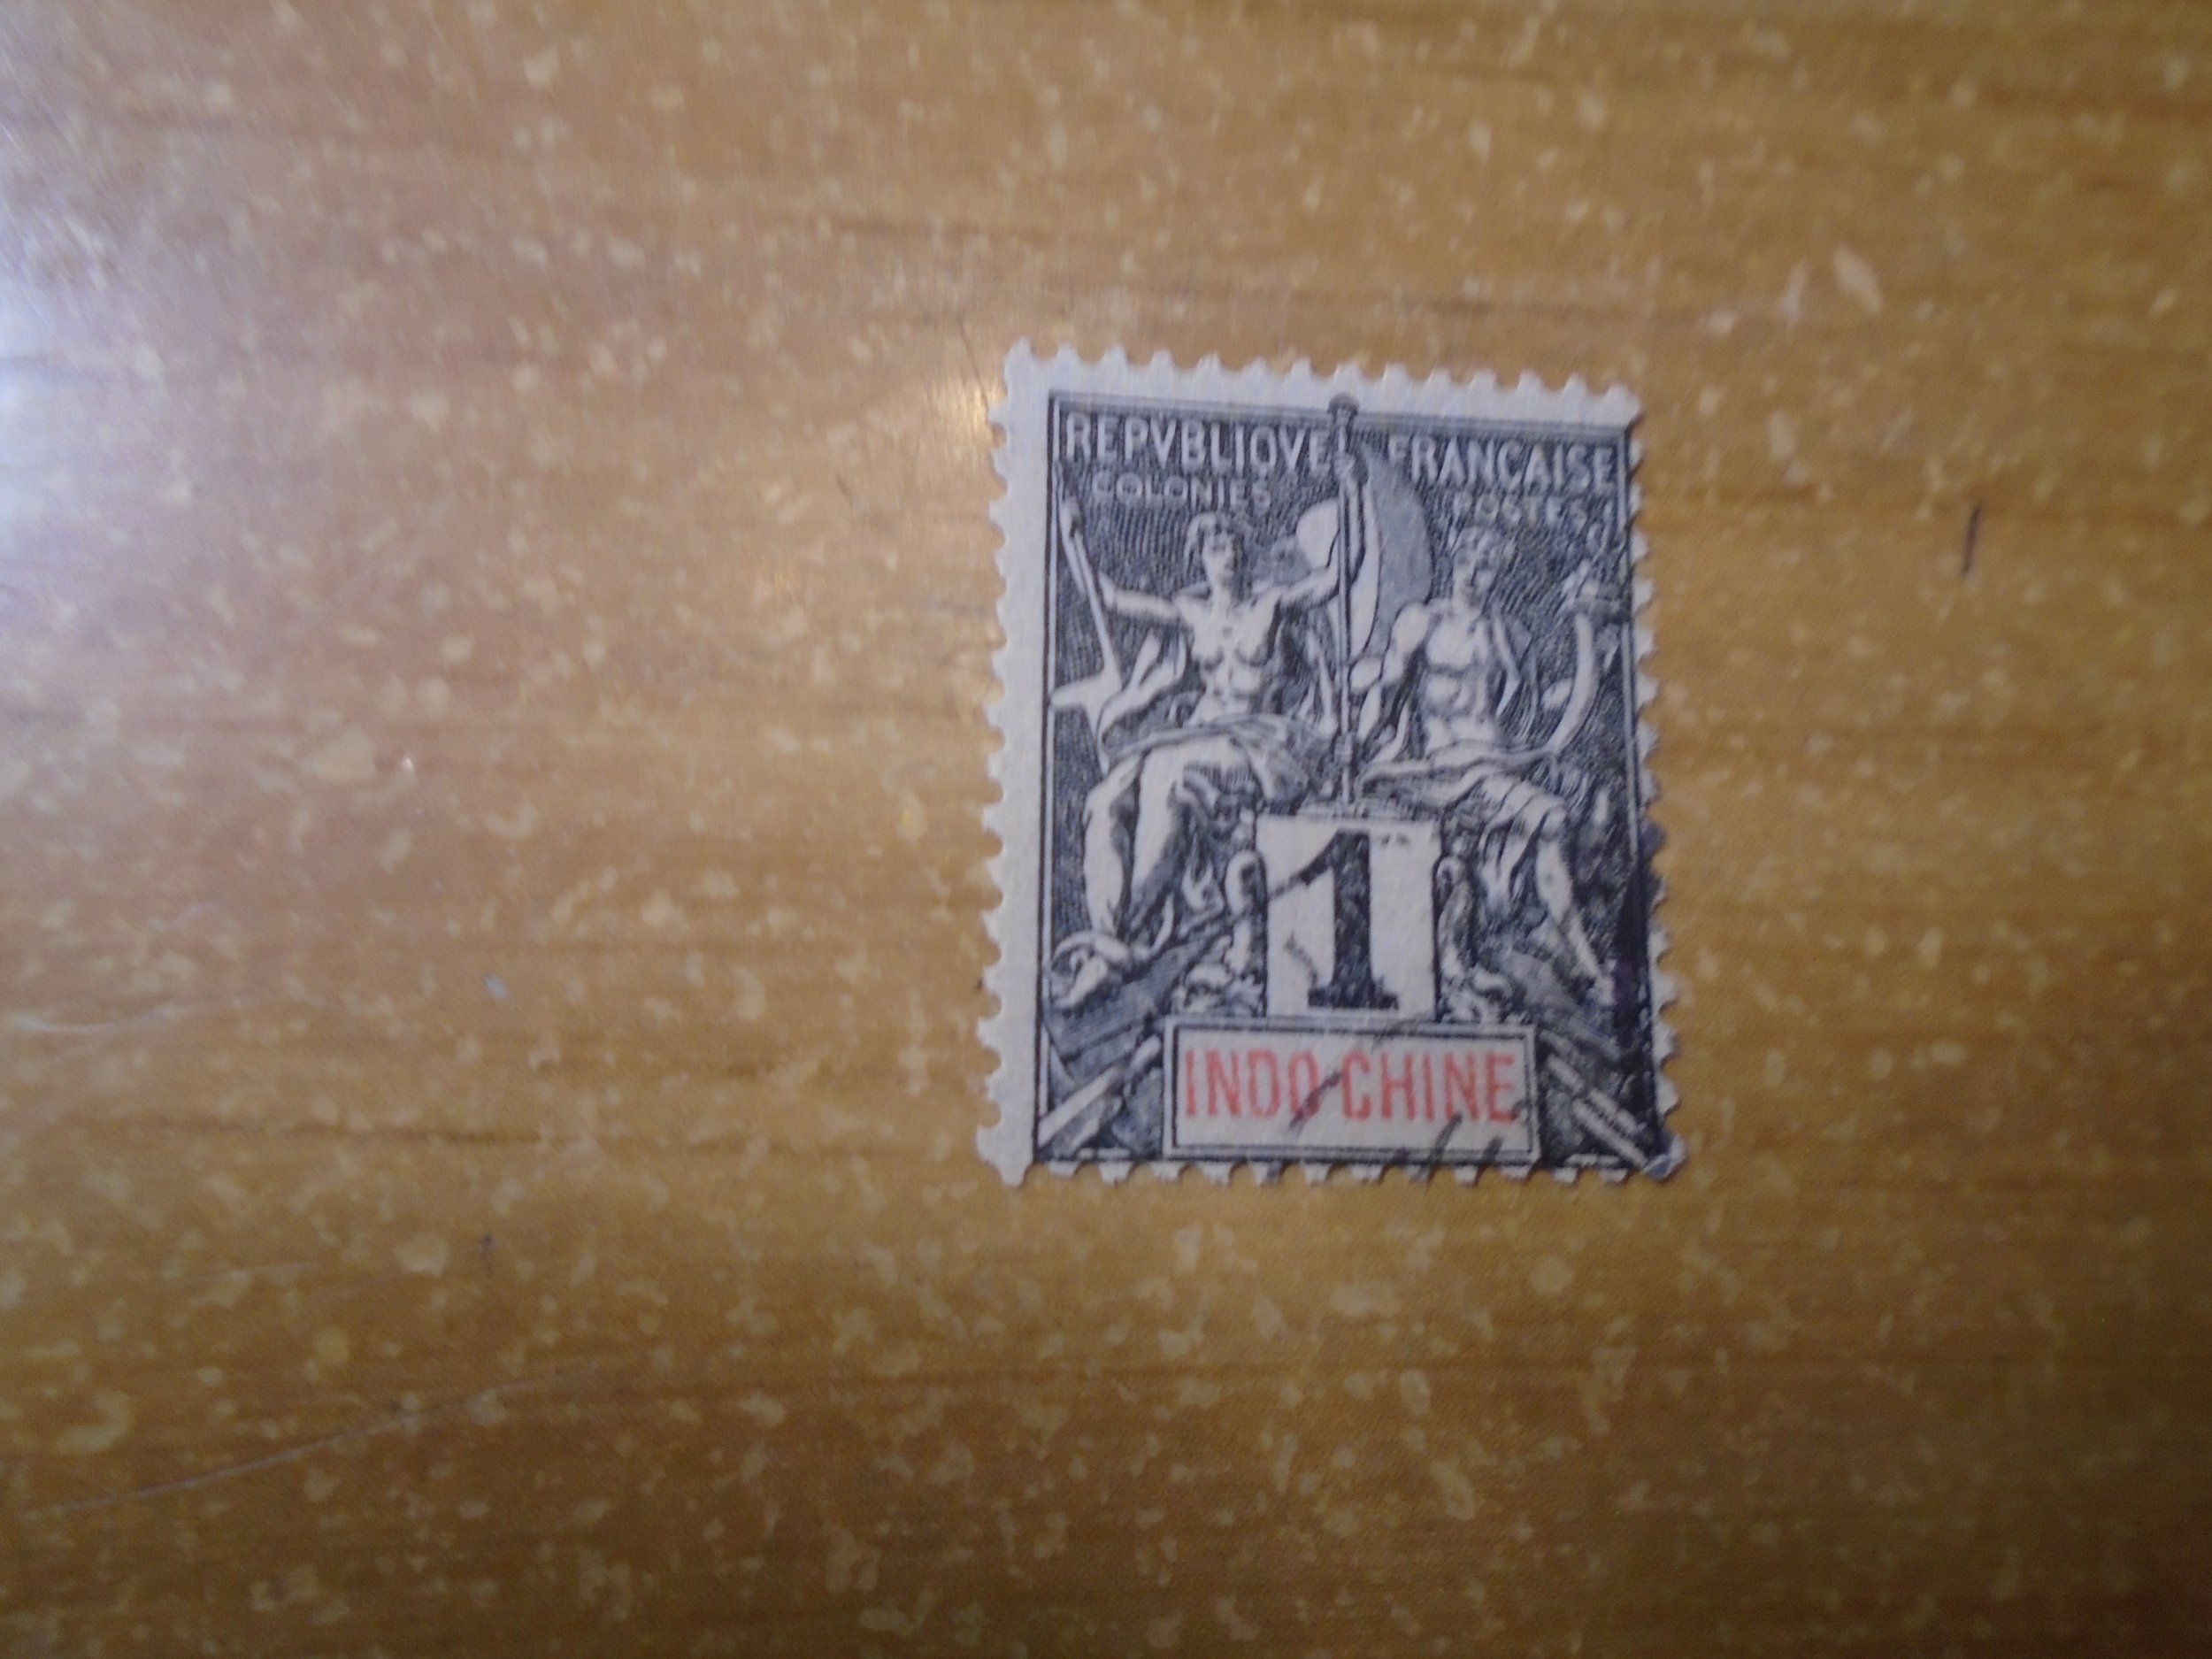 REPVBLIQVE FRANCAISE
COLONIES POSTES
1
INDO-CHINE